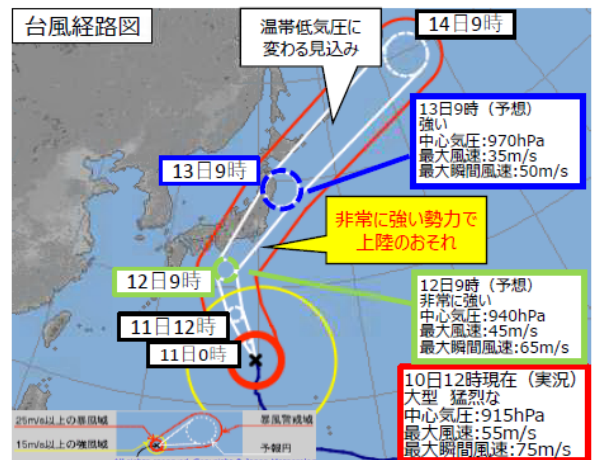 台風経路図
温帯低気圧に
変わる見込み
14日9時
13日9時（予想）
強い
中心気圧:970hPa
最大風速:35m/s
最大瞬間風速:50m/s
13日9時
非常に強い勢力で
上陸のおそれ
12日9時
12日9時（予想）
非常に強い
中心気圧:940hPa
最大風速:45m/s
最大瞬間風速:65m/s
11日12時
11日0時
10日12時現在（実況）
大型 猛烈な
中心気圧:915hPa
最大風速:55m/s
最大瞬間風速:75m/s
25m/s以上の暴風域
暴風警戒域
15m/s以上の強風域
予報円